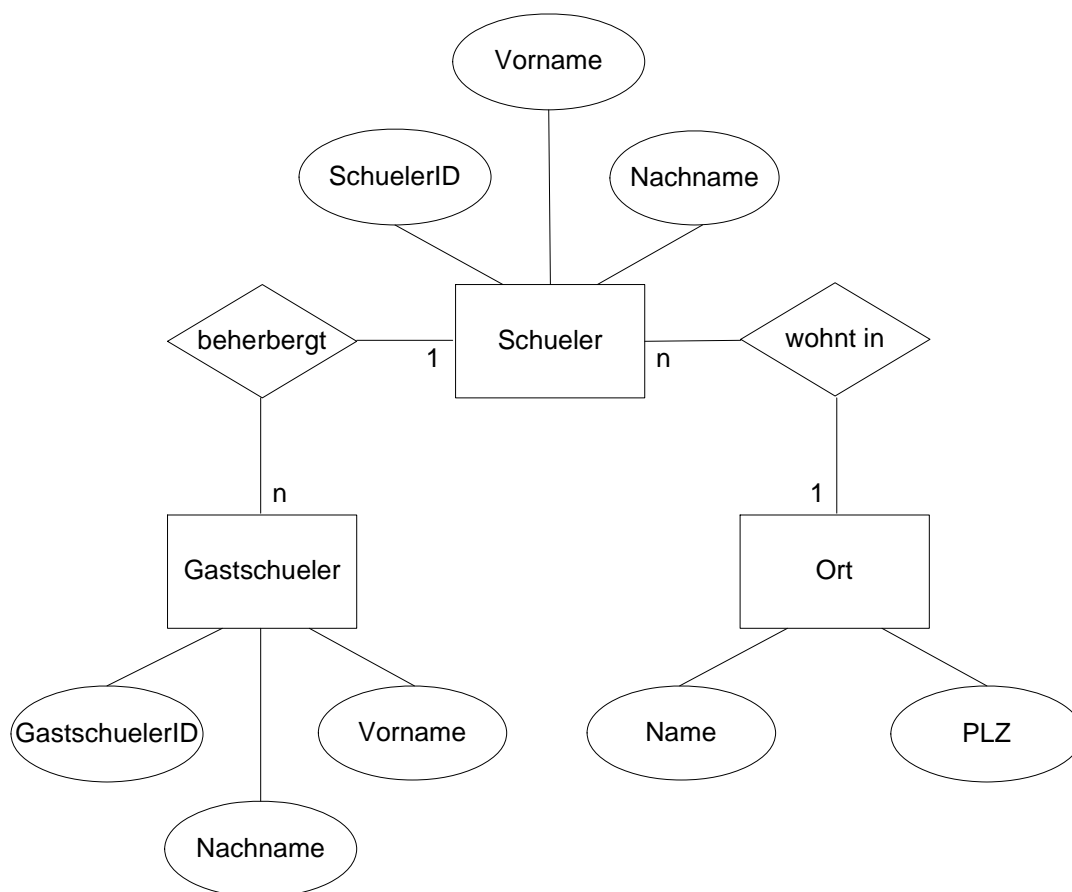 Vorname
SchuelerID
Nachname
beherbergt
1
Schueler
n
wohnt in
n
1
Gastschueler
Ort
GastschuelerID
Vorname
Name
PLZ
Nachname